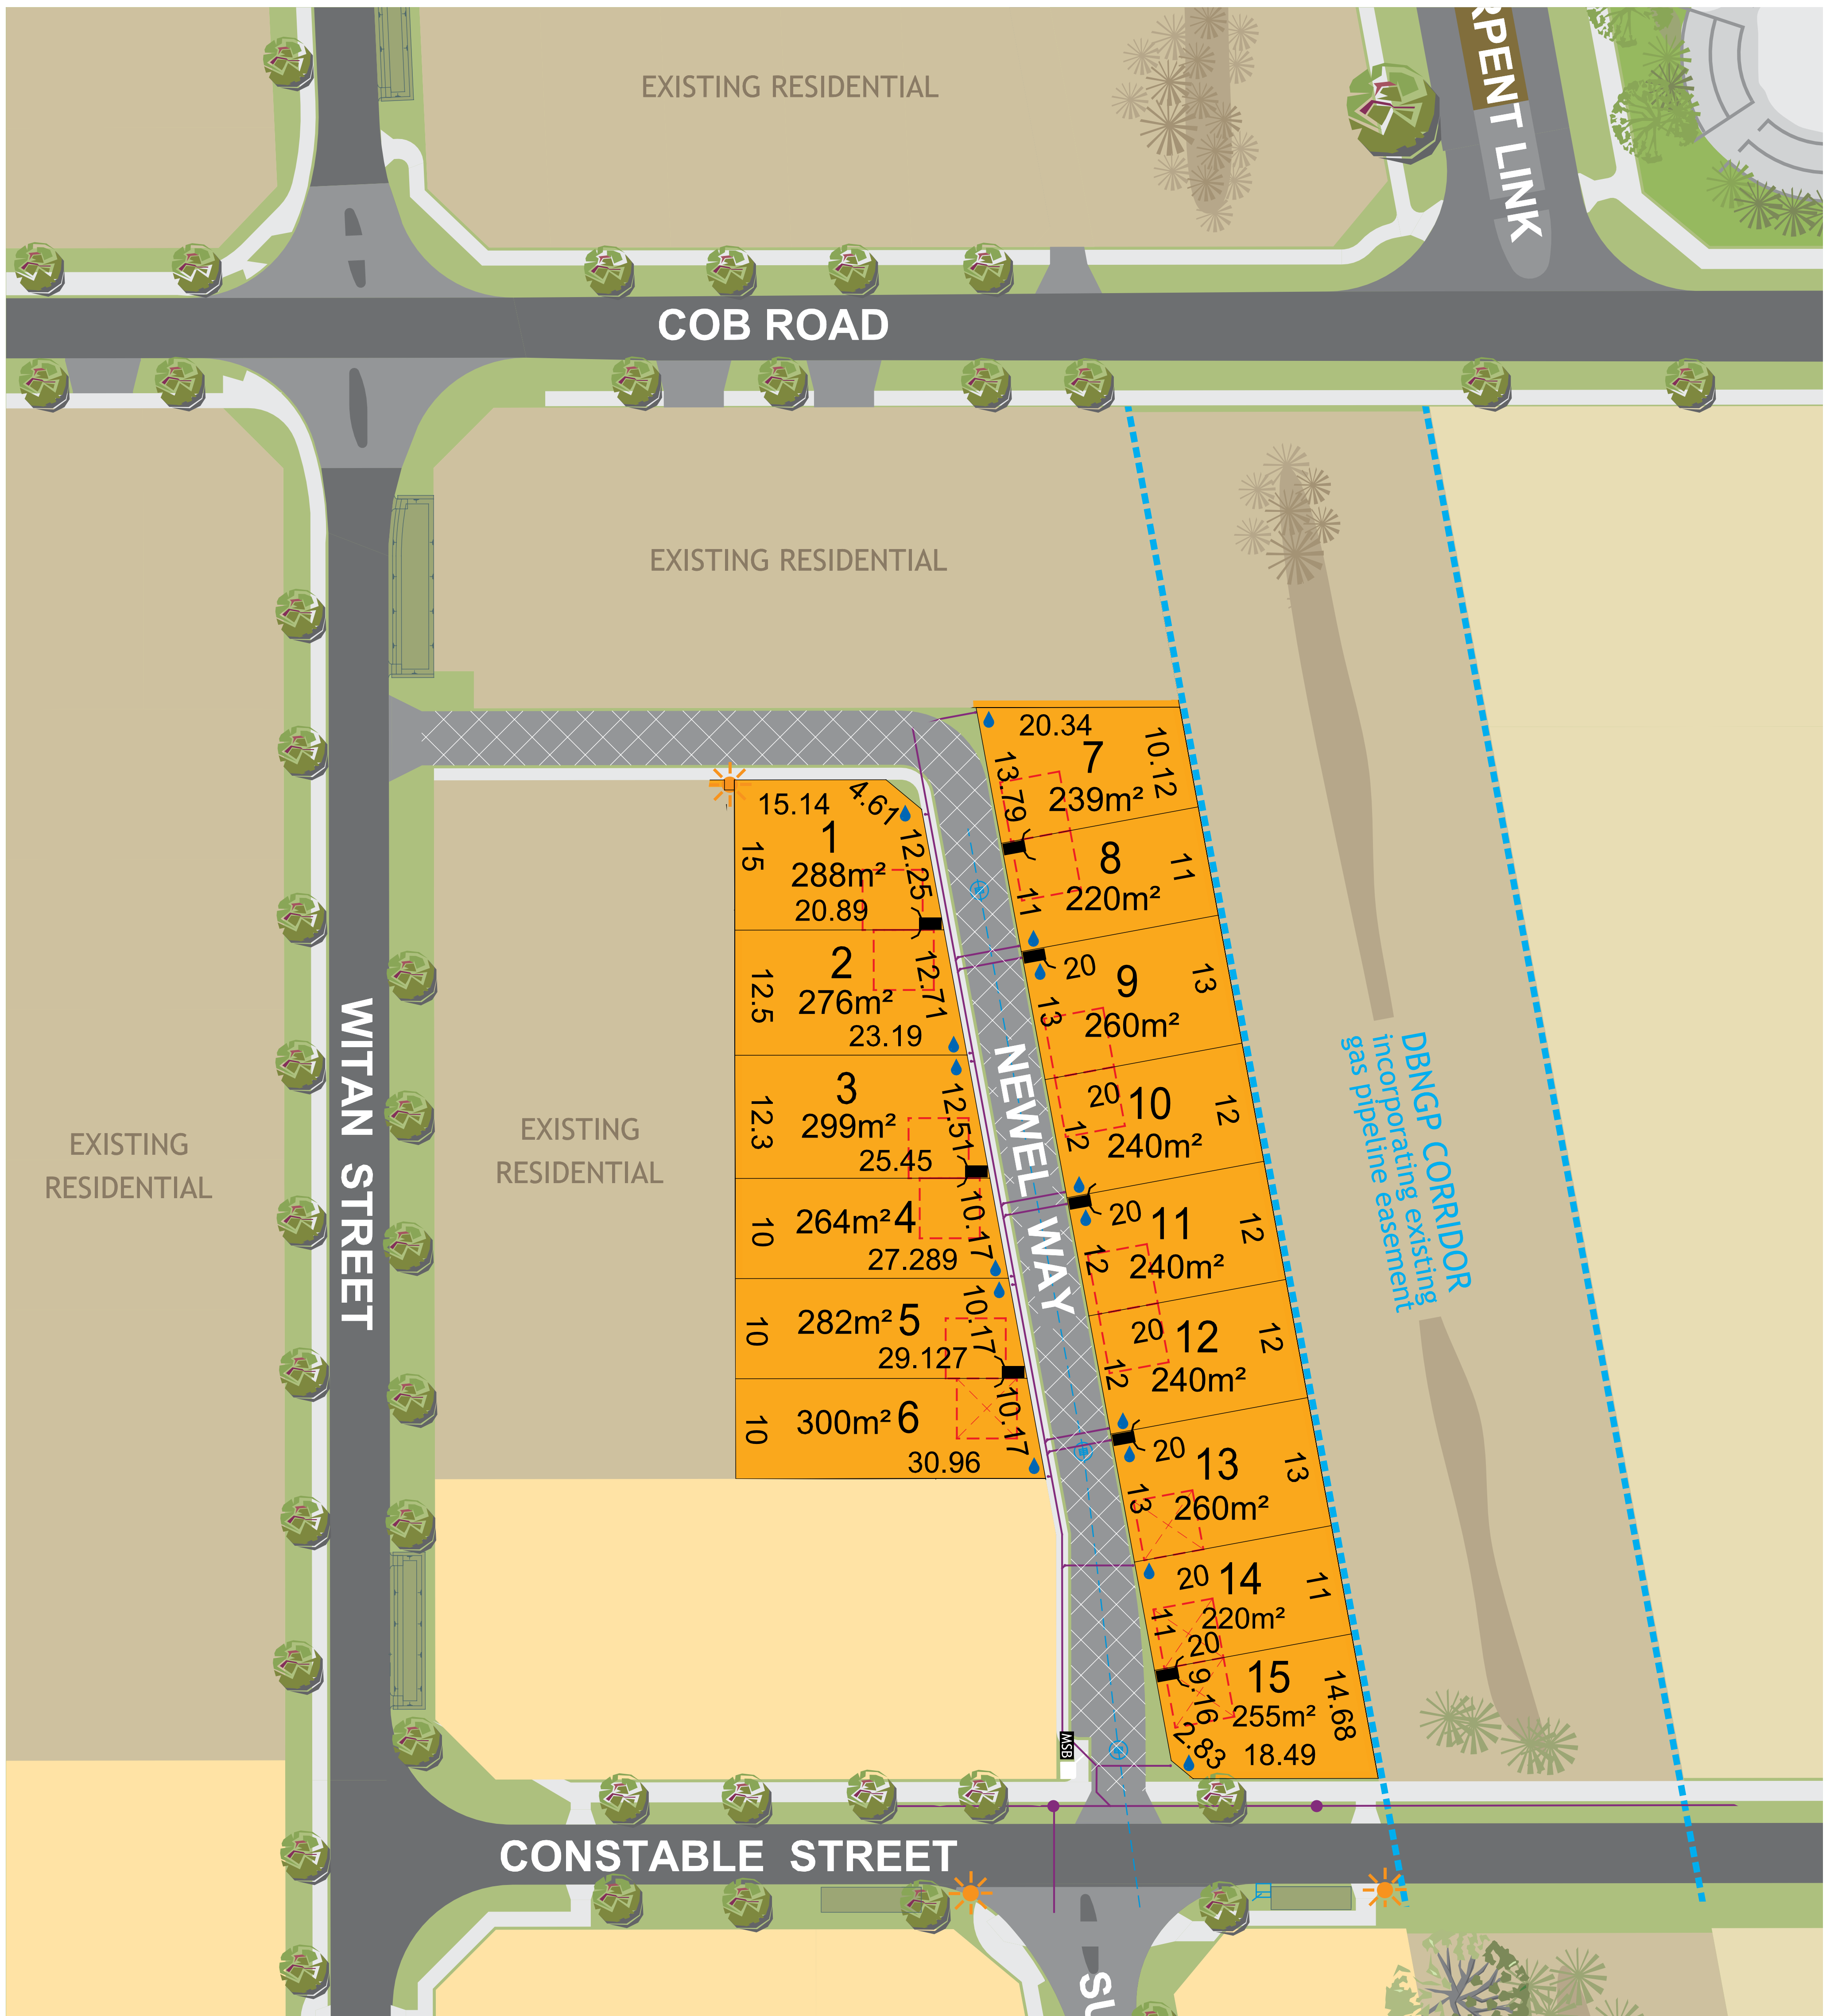 EXISTING RESIDENTIAL
RPENT LINK
COB ROAD
EXISTING RESIDENTIAL
WITAN STREET
EXISTING
RESIDENTIAL
EXISTING
RESIDENTIAL
15.14
4.61
15
1
12.25
288m²
20.89
2
12.5
276m²
12.71
23.19
3
12.3
299m²
12.51
25.45
10
264m² 4
10.17
27.289
10
282m² 5
10.17
29.127
10
300m² 6
10.17
30.96
NEWEL WAY
20.34
7
10.12
13.79
239m²
8
11
11
220m²
20
9
13
13
260m²
20
10
12
12
240m²
20
11
12
12
240m²
20
12
12
12
240m²
20
13
13
13
260m²
20
14
11
11
220m²
20
15
9.16
14.68
255m²
2.83
18.49
DBNGP CORRIDOR
incorporating existing
gas pipeline easement
MSB
CONSTABLE STREET
SU